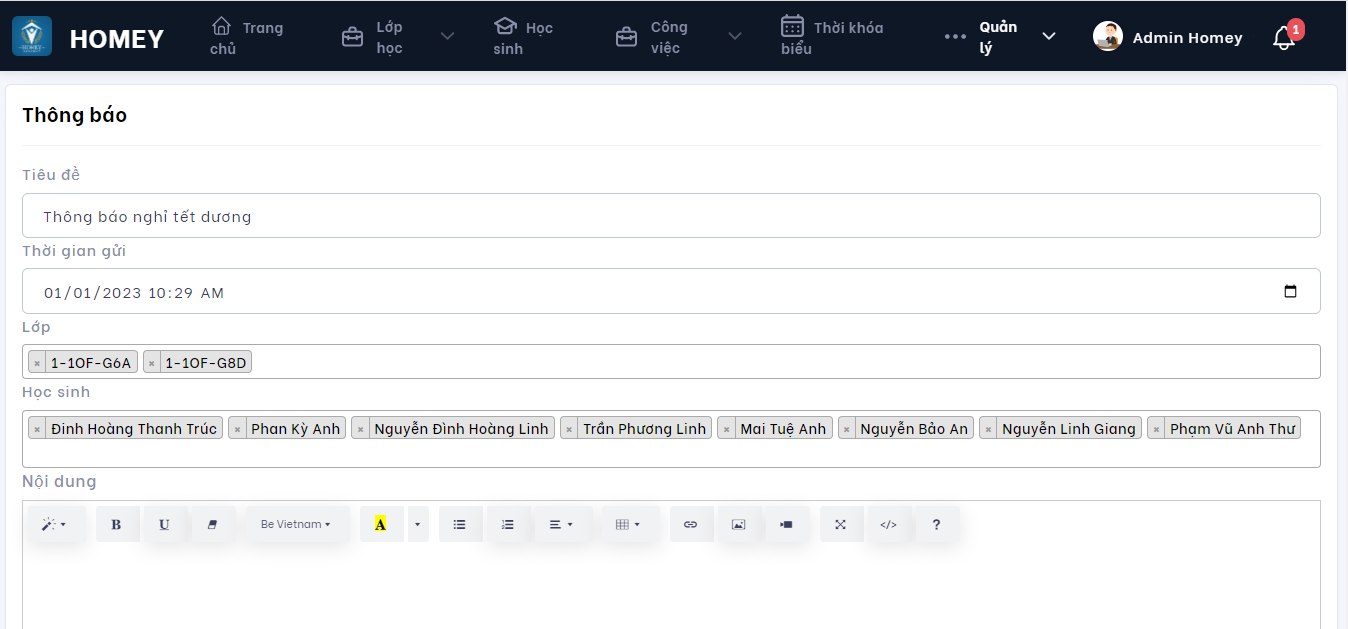 HOMEY
Trang chủ
Lớp học
Học sinh
Công việc
Thời khóa biểu
Quản lý
Admin Homey
1
Thông báo
Tiêu đề
Thông báo nghỉ tết dương
Thời gian gửi
01/01/2023 10:29 AM
Lớp
× 1-1OF-G6A × 1-1OF-G8D
Học sinh
× Đinh Hoàng Thanh Trúc × Phan Kỳ Anh × Nguyễn Đình Hoàng Linh × Trần Phương Linh × Mai Tuệ Anh × Nguyễn Bảo An × Nguyễn Linh Giang × Phạm Vũ Anh Thư
Nội dung
B U Be Vietnam A </> ?